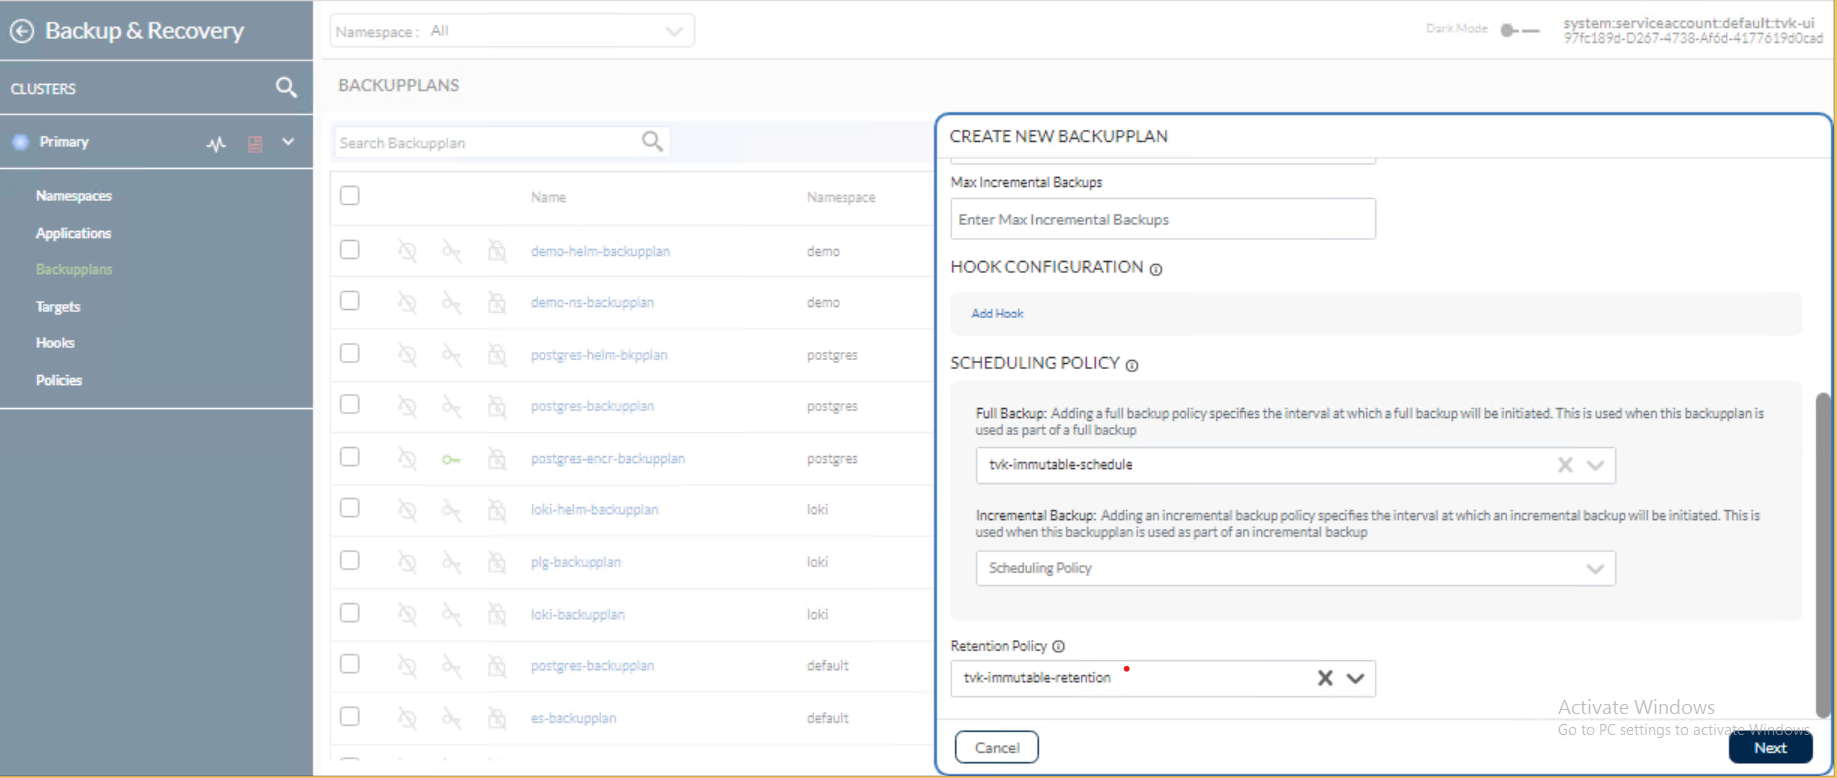 Backup & Recovery
Namespace: All
Dark Mode
system:serviceaccount:default:tvk-ui
97fc189d-D267-4738-Af6d-4177619d0cad
CLUSTERS
Primary
Namespaces
Applications
Backupplans
Targets
Hooks
Policies
BACKUPPLANS
Search Backupplan
Name Namespace
demo-helm-backupplan demo
demo-ns-backupplan demo
postgres-helm-bkpplan postgres
postgres-backupplan postgres
postgres-encr-backupplan postgres
loki-helm-backupplan loki
plg-backupplan loki
loki-backupplan loki
postgres-backupplan default
es-backupplan default
CREATE NEW BACKUPPLAN
Max Incremental Backups
Enter Max Incremental Backups
HOOK CONFIGURATION
Add Hook
SCHEDULING POLICY
Full Backup: Adding a full backup policy specifies the interval at which a full backup will be initiated. This is used when this backupplan is
used as part of a full backup
tvk-immutable-schedule
Incremental Backup: Adding an incremental backup policy specifies the interval at which an incremental backup will be initiated. This is
used when this backupplan is used as part of an incremental backup
Scheduling Policy
Retention Policy
tvk-immutable-retention
Activate Windows
Go to PC settings to activate Windows.
Cancel
Next